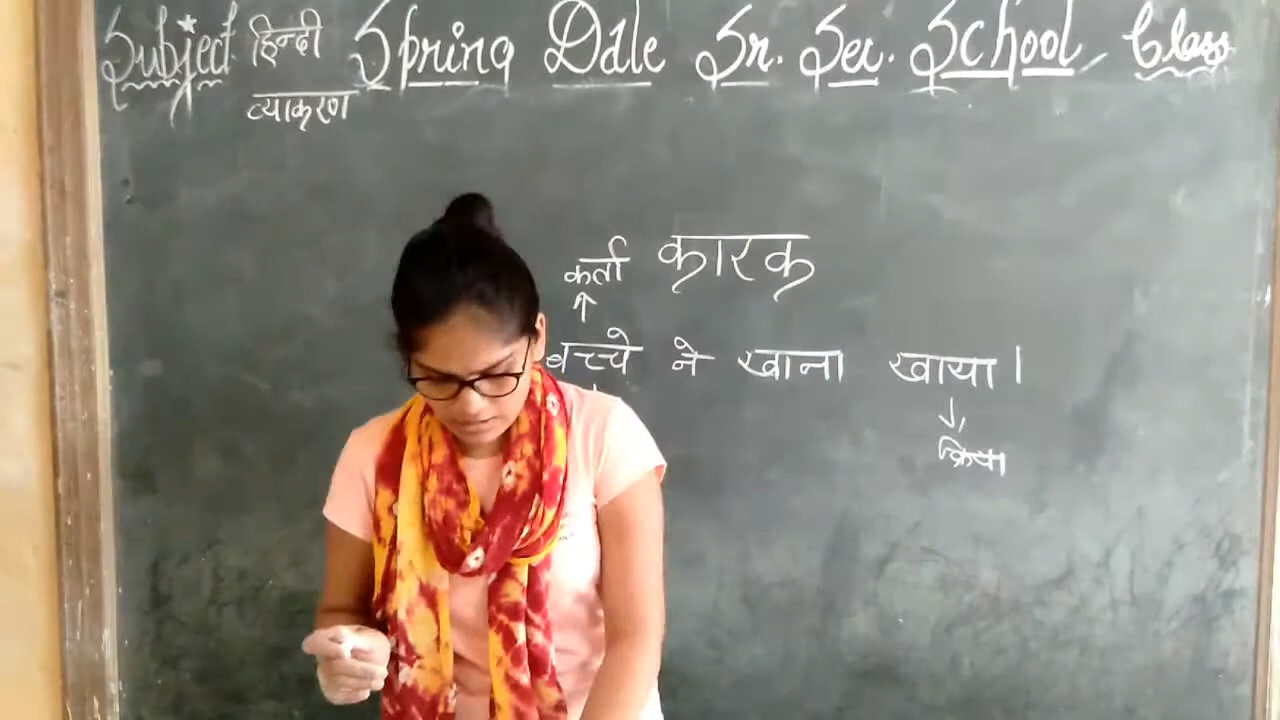 Subject हिन्दी Spring Dale Sr. Sec. School, Class
व्याकरण
कर्ता कारक
बच्चे ने खाना खाया।
क्रिया